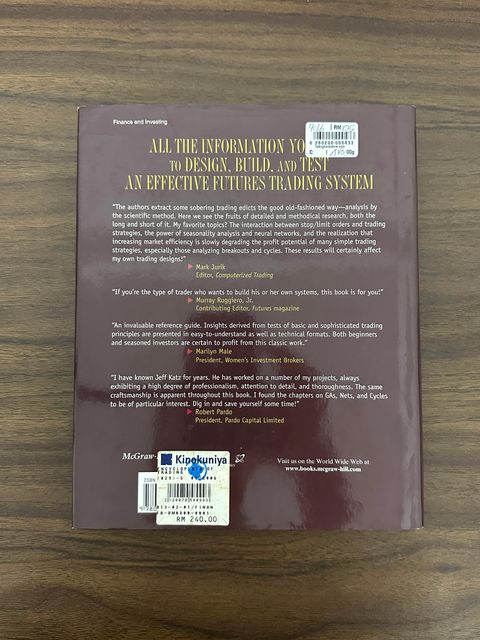 Finance and Investing
RM
ALL THE INFORMATION YO
TO DESIGN, BUILD, AND TEST
AN EFFECTIVE FUTURES TRADING SYSTEM
"The authors extract some sobering trading edicts the good old-fashioned way—analysis by
the scientific method. Here we see the fruits of detailed and methodical research, both the
long and short of it. My favorite topics? The interaction between stop/limit orders and trading
strategies, the power of seasonality analysis and neural networks, and the realization that
increasing market efficiency is slowly degrading the profit potential of many simple trading
strategies, especially those analyzing breakouts and cycles. These results will certainly affect
my own trading designs!"
Mark Jurik
Editor, Computerized Trading
"If you're the type of trader who wants to build his or her own systems, this book is for you!"
Murray Ruggiero, Jr.
Contributing Editor, Futures magazine
"An invaluable reference guide. Insights derived from tests of basic and sophisticated trading
principles are presented in easy-to-understand as well as technical formats. Both beginners
and seasoned investors are certain to profit from this classic work."
Marilyn Male
President, Women's Investment Brokers
"I have known Jeff Katz for years. He has worked on a number of my projects, always
exhibiting a high degree of professionalism, attention to detail, and thoroughness. The same
craftsmanship is apparent throughout this book. I found the chapters on GAs, Nets, and Cycles
to be of particular interest. Dig in and save yourself some time!"
Robert Pardo
President, Pardo Capital Limited
McGraw-
Kinokuniya
Visit us on the World Wide Web at
www.books.mcgraw-hill.com
ISBN
RM 240.00